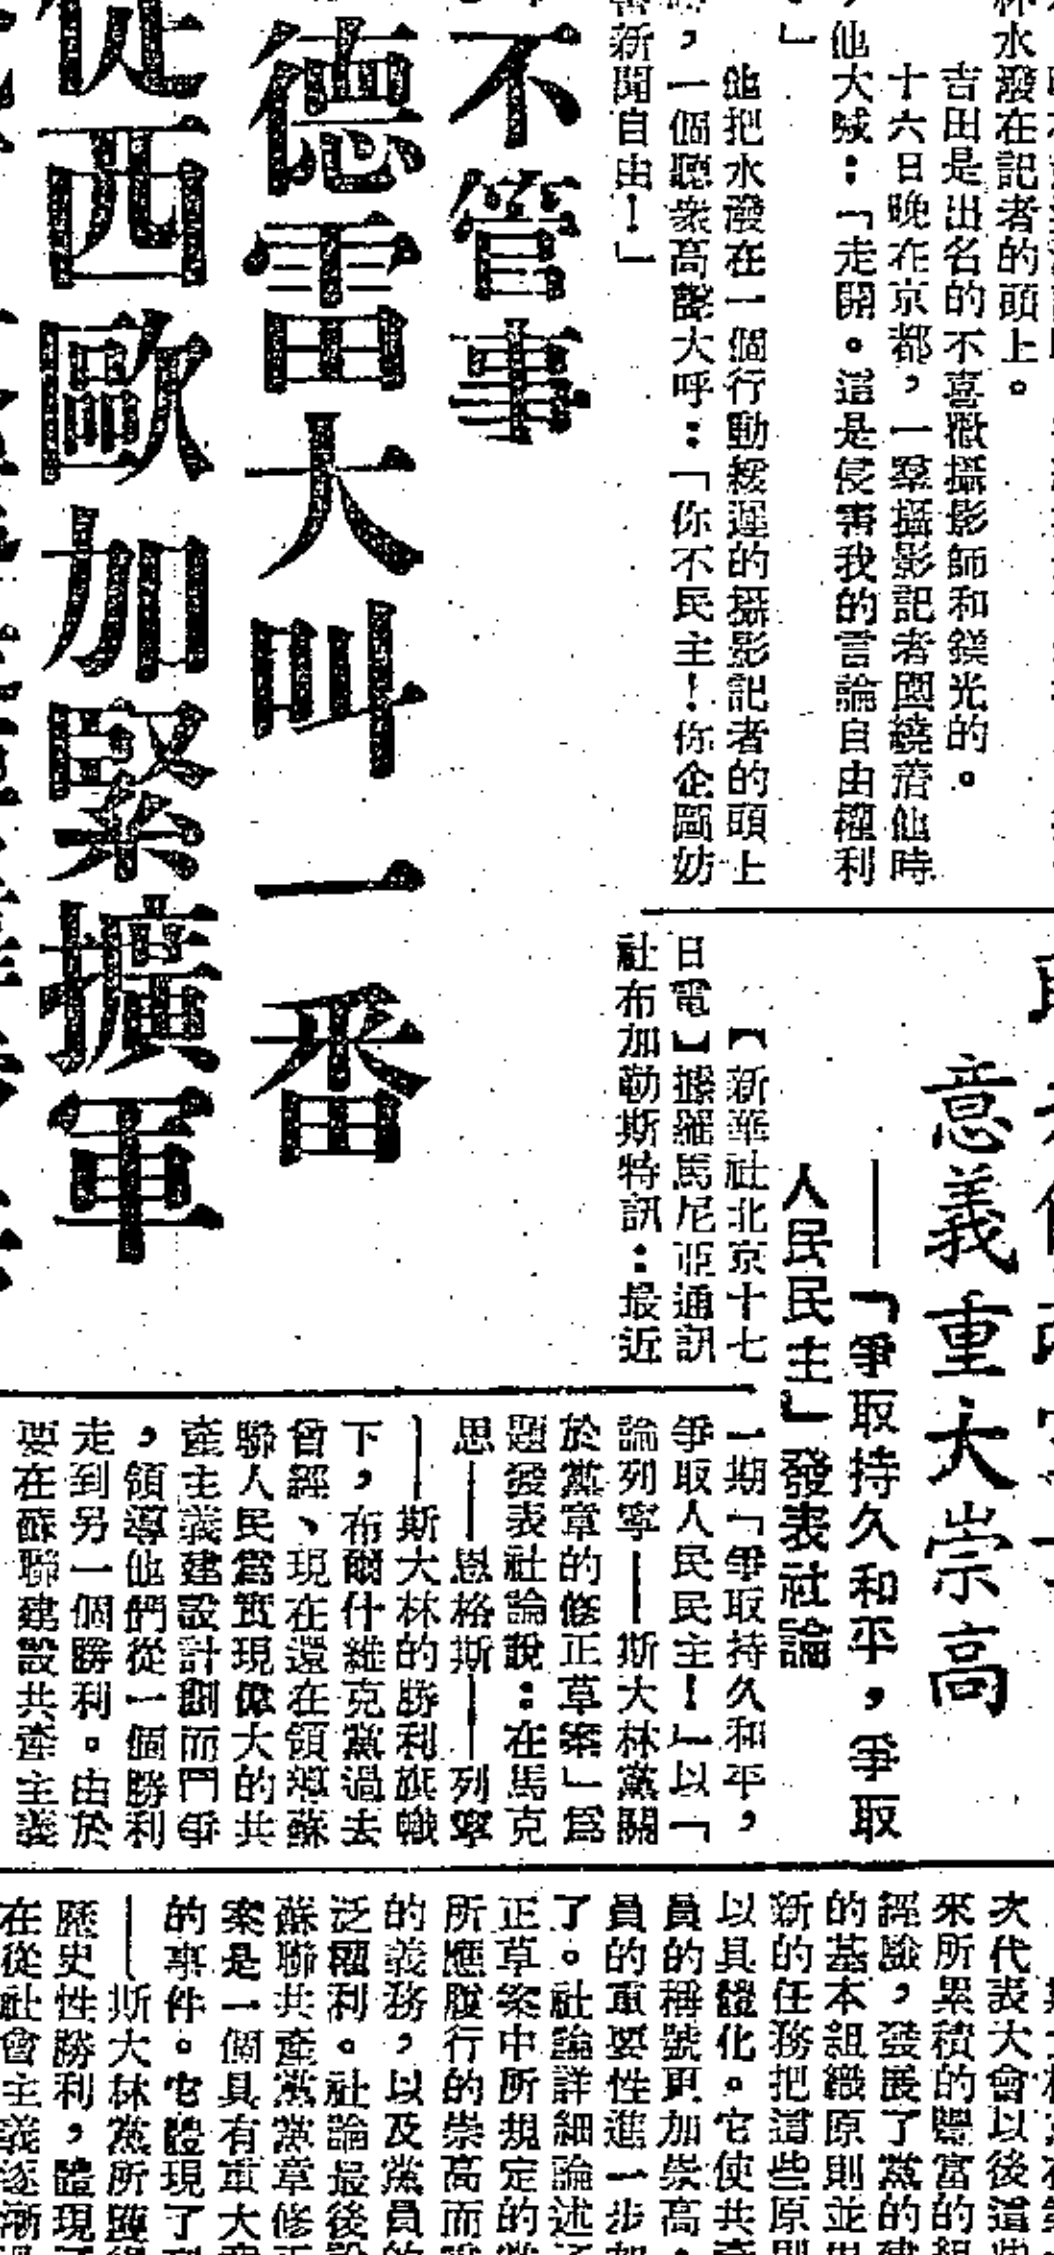 杯水潑在記者的頭上。
吉田是出名的不喜歡攝影師和鎂光的。
十六日晚在京都，一羣攝影記者圍繞着他時
，他大喊：「走開。這是侵害我的言論自由權利
。」
他把水潑在一個行動緩遲的攝影記者的頭上
時，一個聽衆高聲大呼：「你不民主！你企圖妨
害新聞自由！」
不管事
德雷大叫一番
從西歐加緊擴軍
意義重大崇高
——「爭取持久和平，爭取
人民民主」發表社論
【新華社北京十七
日電】據羅馬尼亞通訊
社布加勒斯特訊：最近
一期「爭取持久和平，
爭取人民民主！」以「
論列寧——斯大林黨關
於黨章的修正草案」爲
題發表社論說：在馬克
思——恩格斯——列寧
——斯大林的勝利旗幟
下，布爾什維克黨過去
曾經、現在還在領導蘇
聯人民爲實現偉大的共
產主義建設計劃而鬥爭
，領導他們從一個勝利
走到另一個勝利。由於
要在蘇聯建設共產主義
次代表大會以後這
來所累積的豐富的組
經驗，發展了黨的建
的基本組織原則並
新的任務把這些原則
以具體化。它使共產
員的稱號更加崇高，
員的重要性進一步加
了。社論詳細論述了
正草案中所規定的黨
所應履行的崇高而
的義務，以及黨員的
泛權利。社論最後說
蘇聯共產黨黨章修正
案是一個具有重大
的事件。它體現了列
——斯大林黨所獲得
歷史性勝利，體現了
在從社會主義逐漸